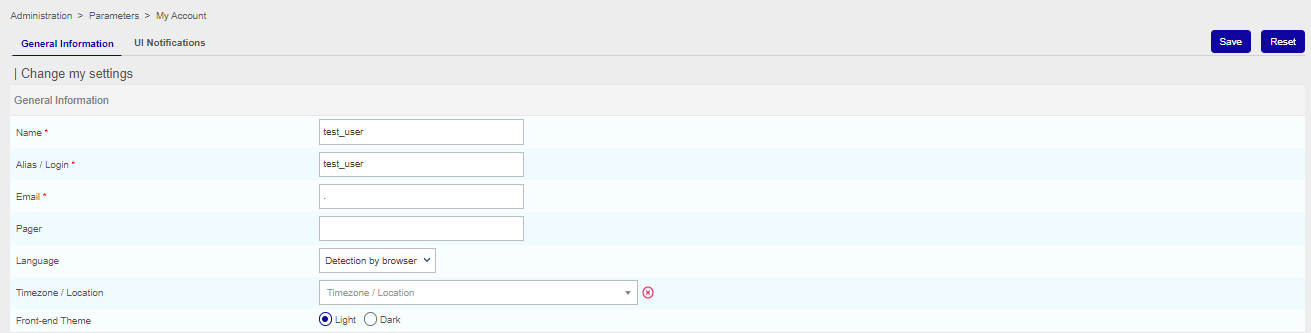 Administration > Parameters > My Account
General Information UI Notifications Save Reset
| Change my settings
General Information
Name * test_user
Alias / Login * test_user
Email * .
Pager
Language Detection by browser
Timezone / Location Timezone / Location
Front-end Theme Light Dark